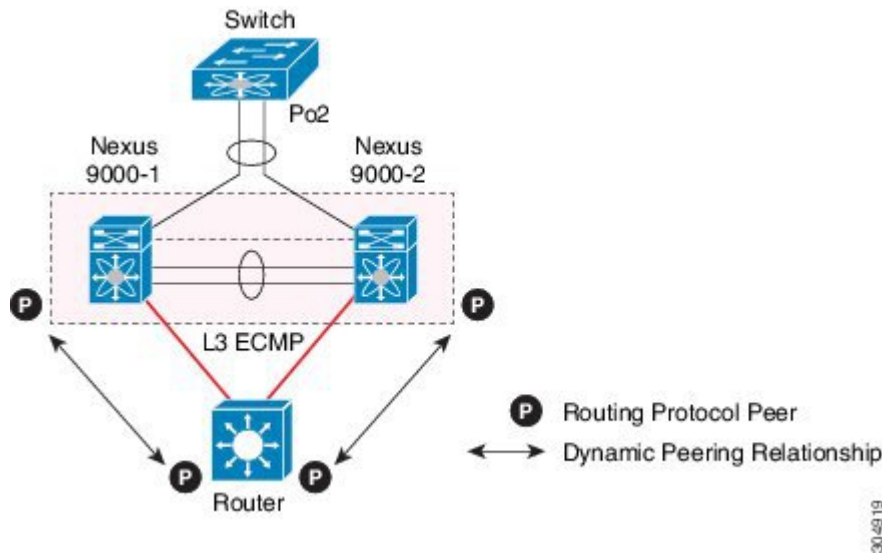 Switch
Po2
Nexus
9000-1
Nexus
9000-2
P
P
L3 ECMP
P
P
Router
P Routing Protocol Peer
Dynamic Peering Relationship
304919